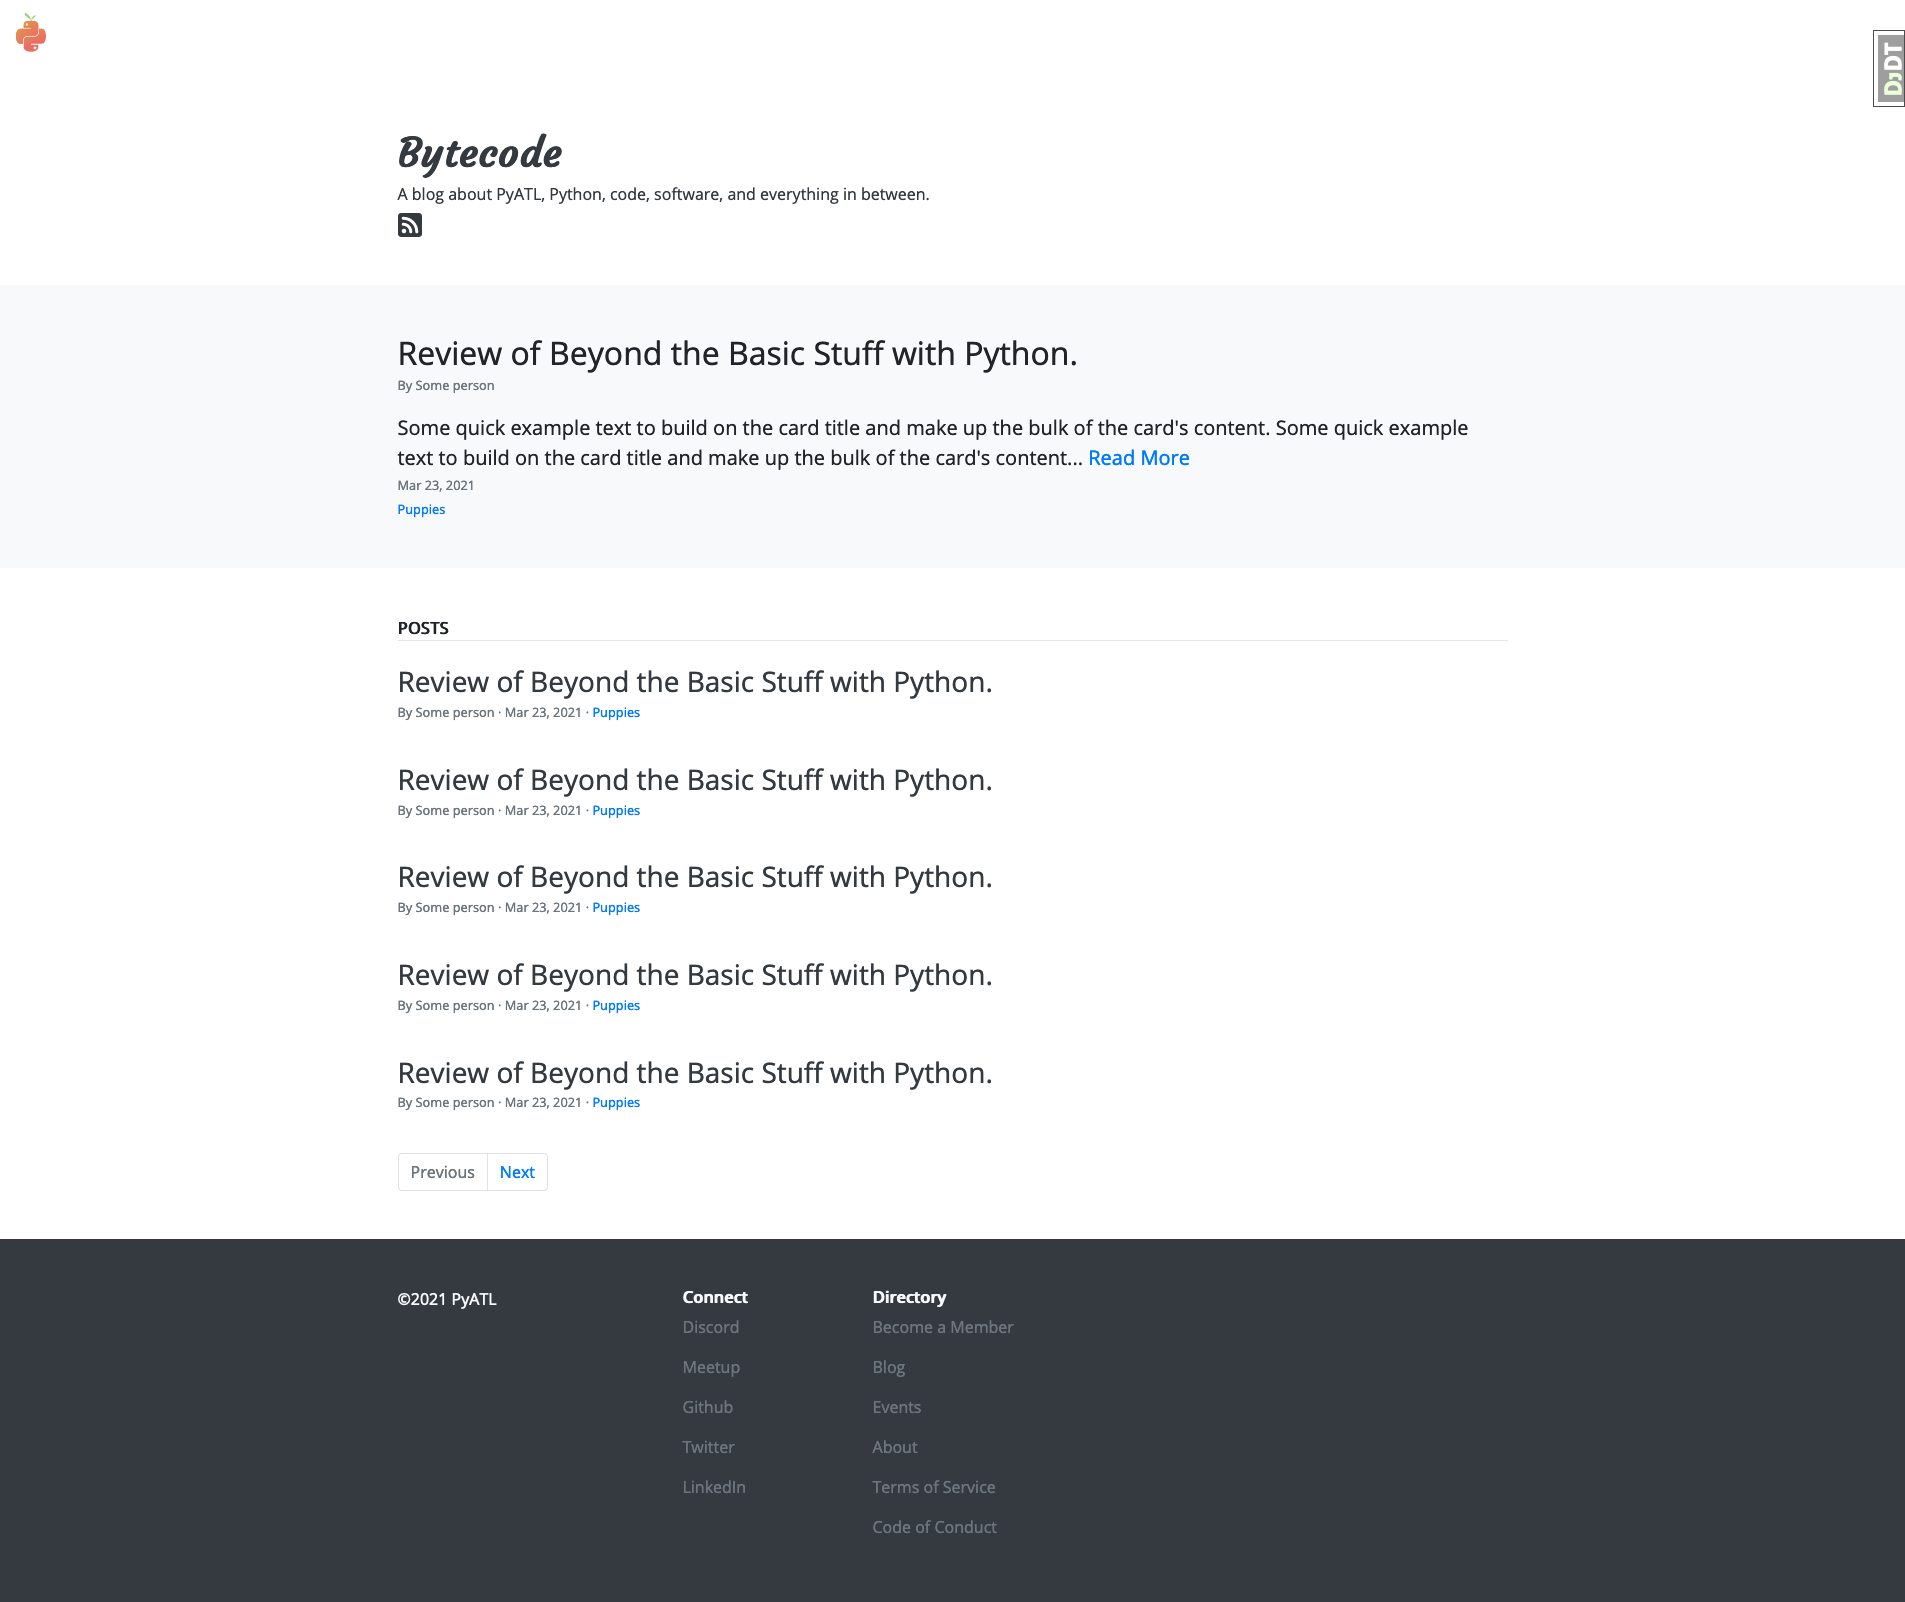 DJDT
Bytecode
A blog about PyATL, Python, code, software, and everything in between.
Review of Beyond the Basic Stuff with Python.
By Some person
Some quick example text to build on the card title and make up the bulk of the card's content. Some quick example
text to build on the card title and make up the bulk of the card's content... Read More
Mar 23, 2021
Puppies
POSTS
Review of Beyond the Basic Stuff with Python.
By Some person · Mar 23, 2021 · Puppies
Review of Beyond the Basic Stuff with Python.
By Some person · Mar 23, 2021 · Puppies
Review of Beyond the Basic Stuff with Python.
By Some person · Mar 23, 2021 · Puppies
Review of Beyond the Basic Stuff with Python.
By Some person · Mar 23, 2021 · Puppies
Review of Beyond the Basic Stuff with Python.
By Some person · Mar 23, 2021 · Puppies
Previous Next
©2021 PyATL
Connect
Discord
Meetup
Github
Twitter
LinkedIn
Directory
Become a Member
Blog
Events
About
Terms of Service
Code of Conduct